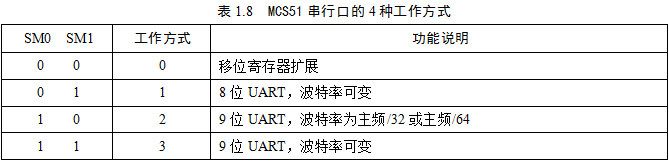 表 1.8 MCS51 串行口的 4 种工作方式
SM0 SM1 工作方式 功能说明
0 0 0 移位寄存器扩展
0 1 1 8 位 UART，波特率可变
1 0 2 9 位 UART，波特率为主频/32 或主频/64
1 1 3 9 位 UART，波特率可变